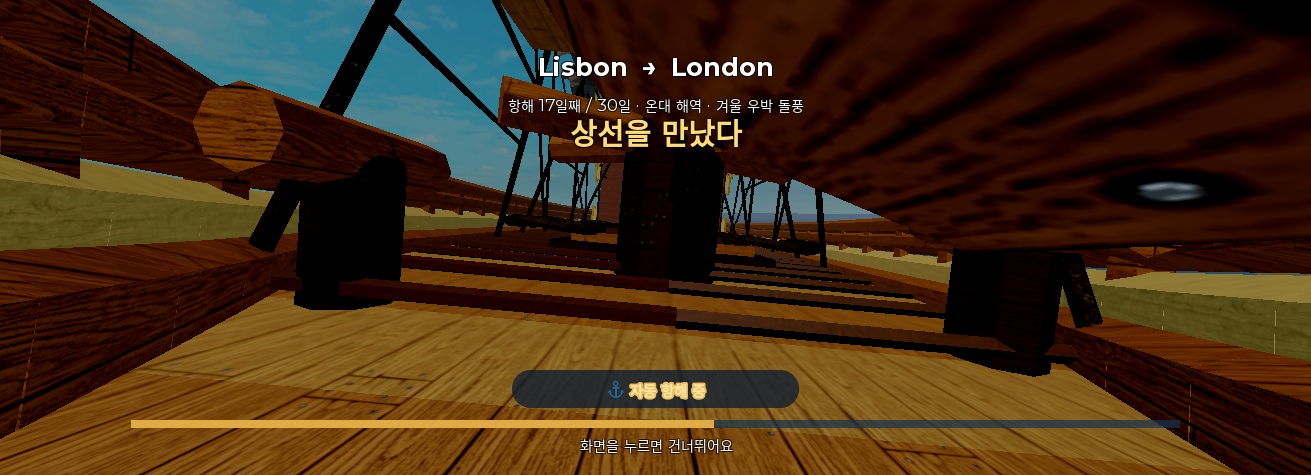 Lisbon → London
항해 17일째 / 30일 · 온대 해역 · 겨울 우박 돌풍
상선을 만났다
⚓ 자동 항해 중
화면을 누르면 건너뛰어요